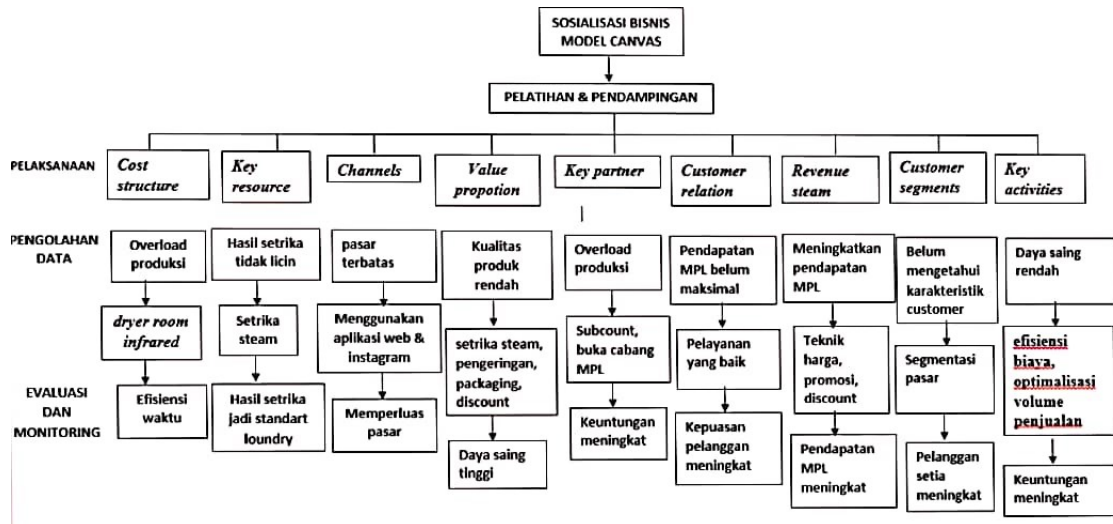 SOSIALISASI BISNIS
MODEL CANVAS
PELATIHAN & PENDAMPINGAN
PELAKSANAAN
Cost
structure
Key
resource
Channels
Value
propotion
Key partner
Customer
relation
Revenue
steam
Customer
segments
Key
activities
PENGOLAHAN
DATA
Overload
produksi
Hasil setrika
tidak licin
pasar
terbatas
Kualitas
produk
rendah
Overload
produksi
Pendapatan
MPL belum
maksimal
Meningkatkan
pendapatan
MPL
Belum
mengetahui
karakteristik
customer
Daya saing
rendah
dryer room
infrared
Setrika
steam
Menggunakan
aplikasi web &
instagram
setrika steam,
pengeringan,
packaging,
discount
Subcount,
buka cabang
MPL
Pelayanan
yang baik
Teknik
harga,
promosi,
discount
Segmentasi
pasar
efisiensi
biaya,
optimalisasi
volume
penjualan
EVALUASI
DAN
MONITORING
Efisiensi
waktu
Hasil setrika
jadi standart
loundry
Memperluas
pasar
Daya saing
tinggi
Keuntungan
meningkat
Kepuasan
pelanggan
meningkat
Pendapatan
MPL
meningkat
Pelanggan
setia
meningkat
Keuntungan
meningkat